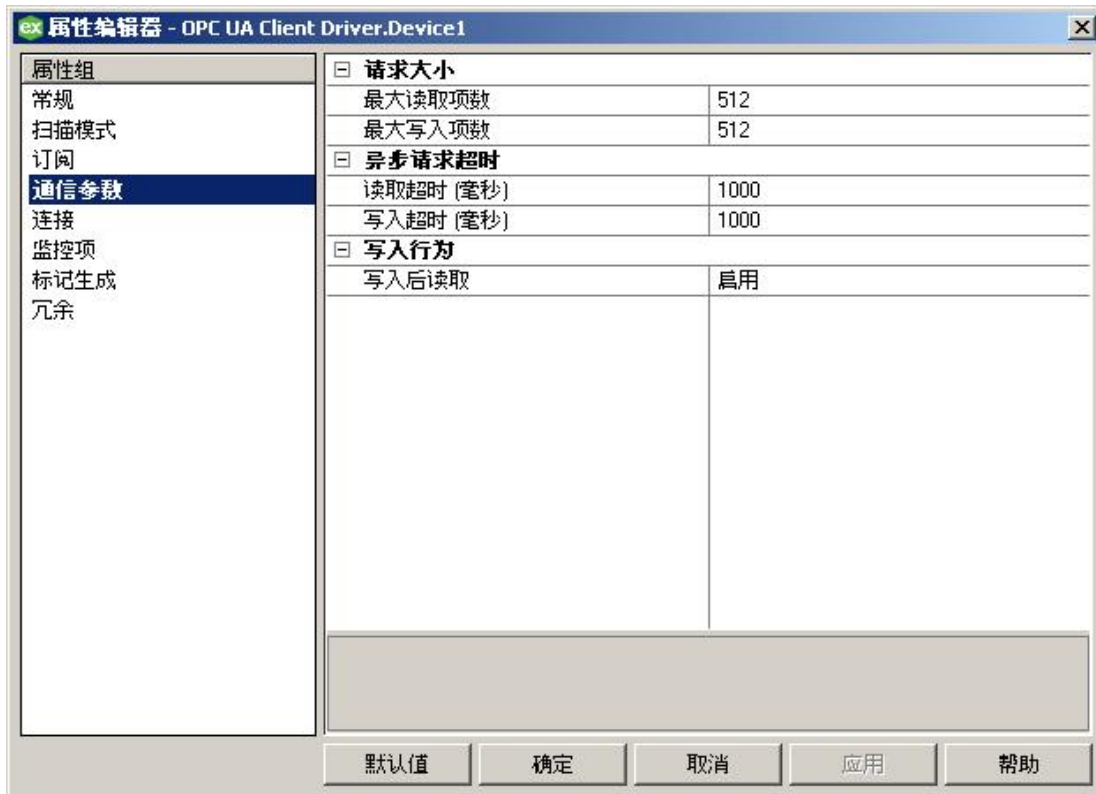 ex 属性编辑器 - OPC UA Client Driver.Device1
属性组
常规
扫描模式
订阅
通信参数
连接
监控项
标记生成
冗余
请求大小
最大读取项数 512
最大写入项数 512
异步请求超时
读取超时 (毫秒) 1000
写入超时 (毫秒) 1000
写入行为
写入后读取 启用
默认值 确定 取消 应用 帮助